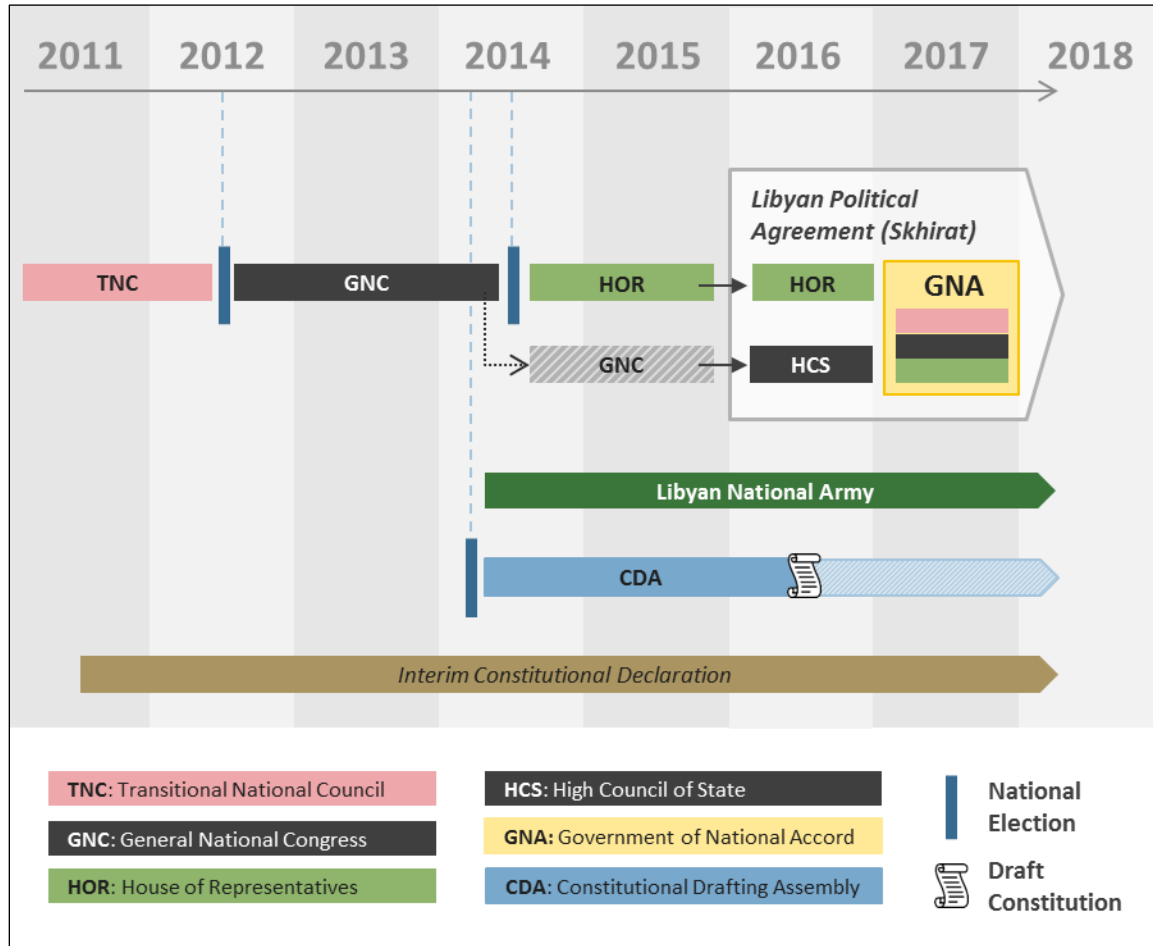 2011 2012 2013 2014 2015 2016 2017 2018
Libyan Political
Agreement (Skhirat)
TNC GNC HOR HOR GNA
GNC HCS
Libyan National Army
CDA
Interim Constitutional Declaration
TNC: Transitional National Council
GNC: General National Congress
HOR: House of Representatives
HCS: High Council of State
GNA: Government of National Accord
CDA: Constitutional Drafting Assembly
National
Election
Draft
Constitution